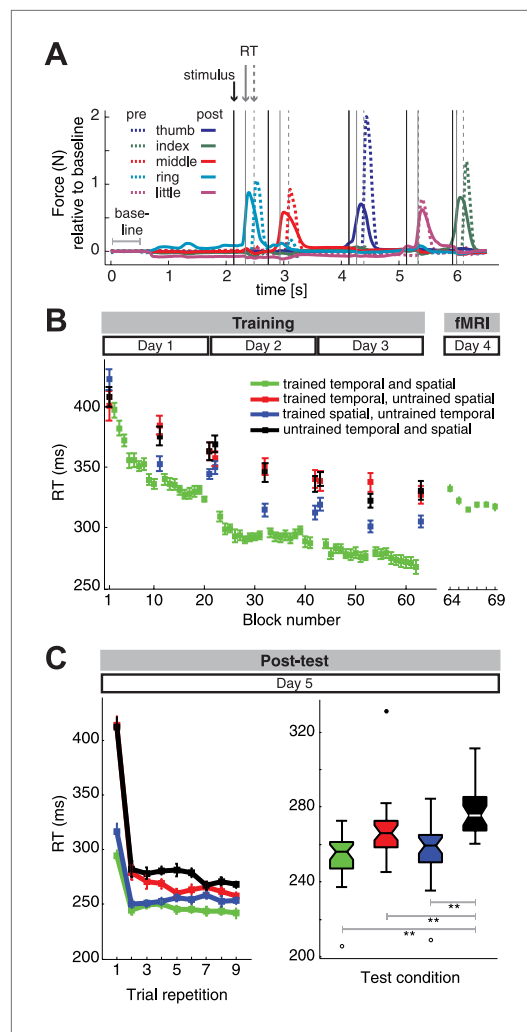 A
RT
stimulus
2
1
0
Force (N)
relative to baseline
pre post
thumb
index
middle
ring
little
base-
line
0 1 2 3 4 5 6
time [s]
B
Training
fMRI
Day 1
Day 2
Day 3
Day 4
trained temporal and spatial
trained temporal, untrained spatial
trained spatial, untrained temporal
untrained temporal and spatial
400
350
300
250
RT (ms)
1 10 20 30 40 50 60
64 69
Block number
C
Post-test
Day 5
400
350
300
250
200
RT (ms)
1 3 5 7 9
Trial repetition
320
280
260
240
200
**
**
**
Test condition